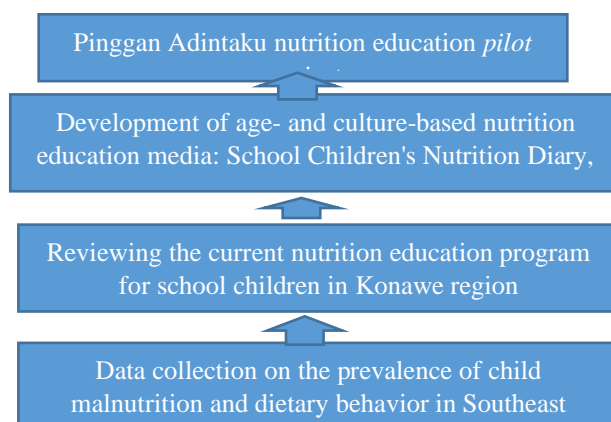 Pinggan Adintaku nutrition education pilot
Development of age- and culture-based nutrition
education media: School Children's Nutrition Diary,
Reviewing the current nutrition education program
for school children in Konawe region
Data collection on the prevalence of child
malnutrition and dietary behavior in Southeast